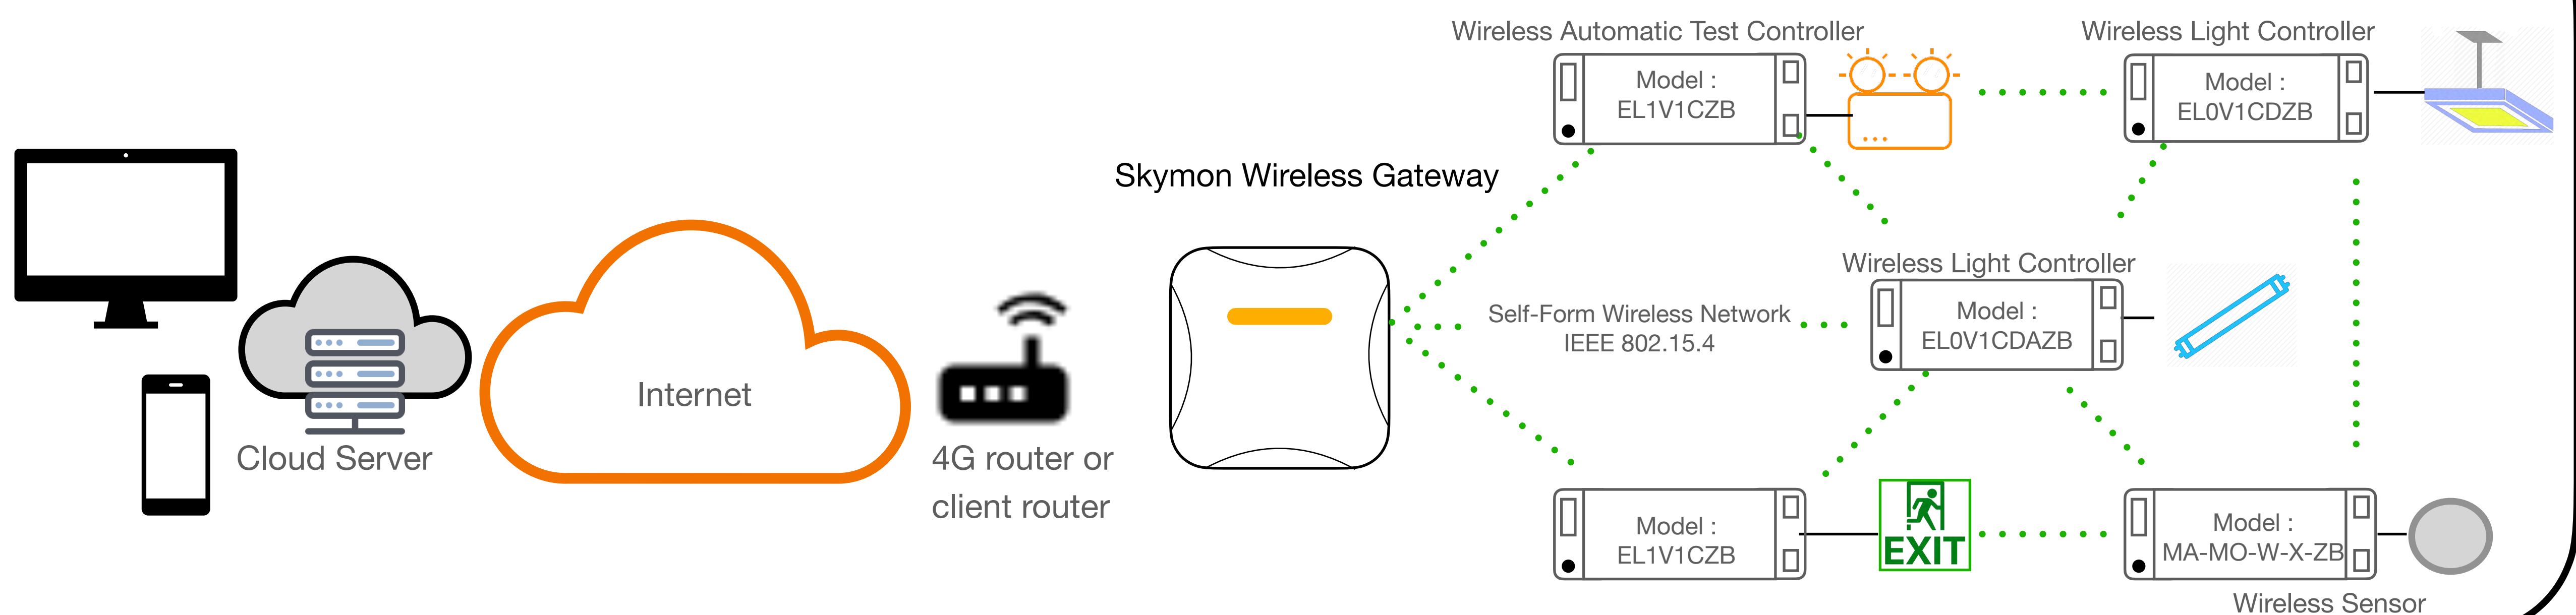 Cloud Server
Internet
4G router or
client router
Skymon Wireless Gateway
Wireless Automatic Test Controller
Model :
EL1V1CZB
Wireless Light Controller
Model :
EL0V1CDZB
Self-Form Wireless Network
IEEE 802.15.4
Wireless Light Controller
Model :
EL0V1CDAZB
Model :
EL1V1CZB
EXIT
Model :
MA-MO-W-X-ZB
Wireless Sensor